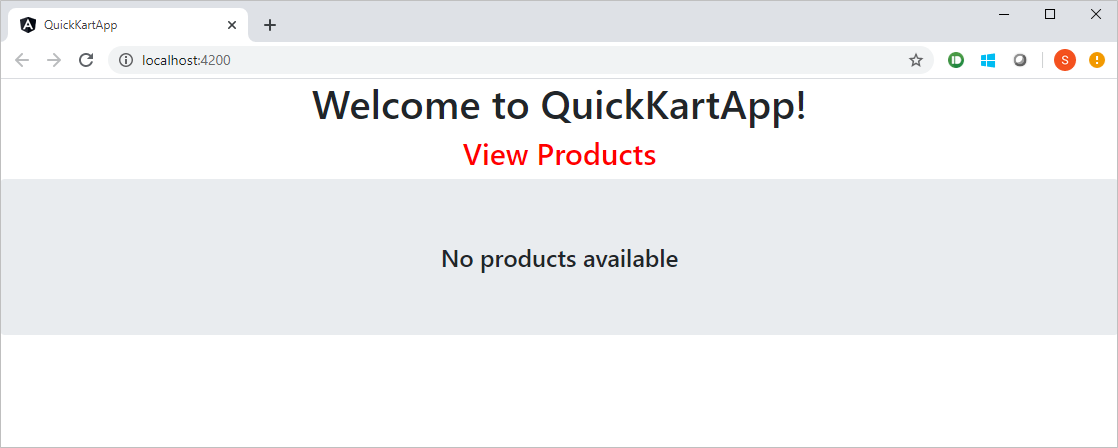 QuickKartApp
localhost:4200
S
Welcome to QuickKartApp!
View Products
No products available